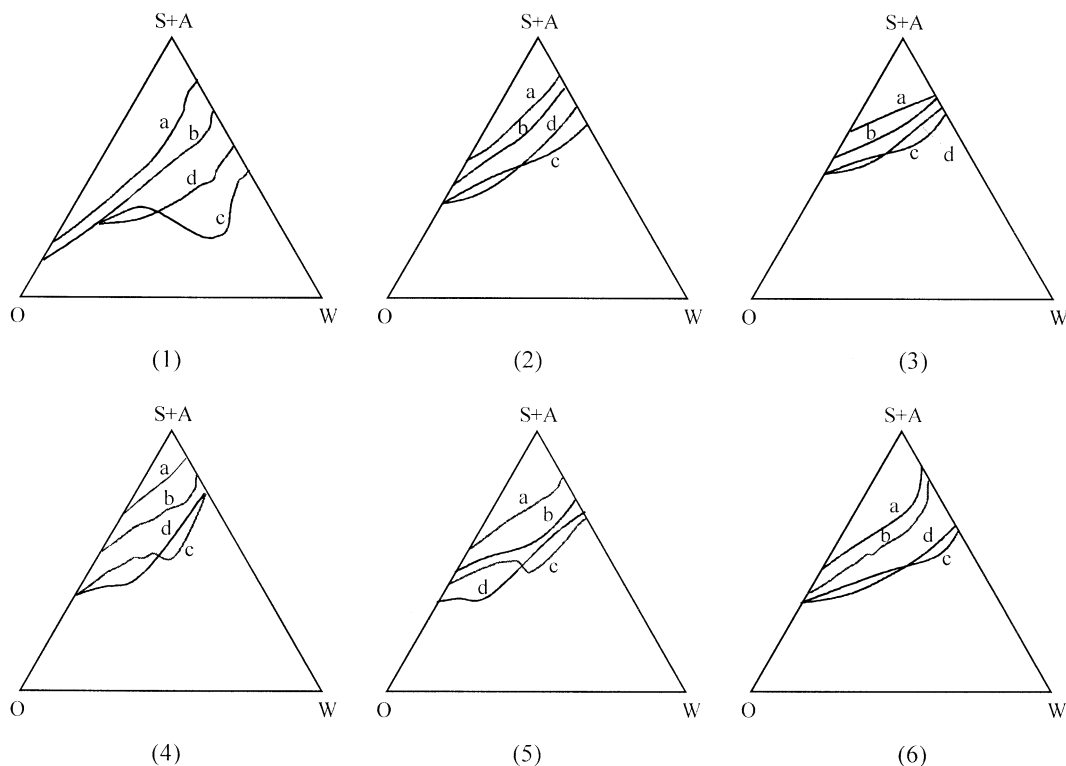 S+A S+A S+A
a a a
b b b
d d c
c c d
O W O W O W
(1) (2) (3)
S+A S+A S+A
a a a
b b b
d c d
c d c
O W O W O W
(4) (5) (6)